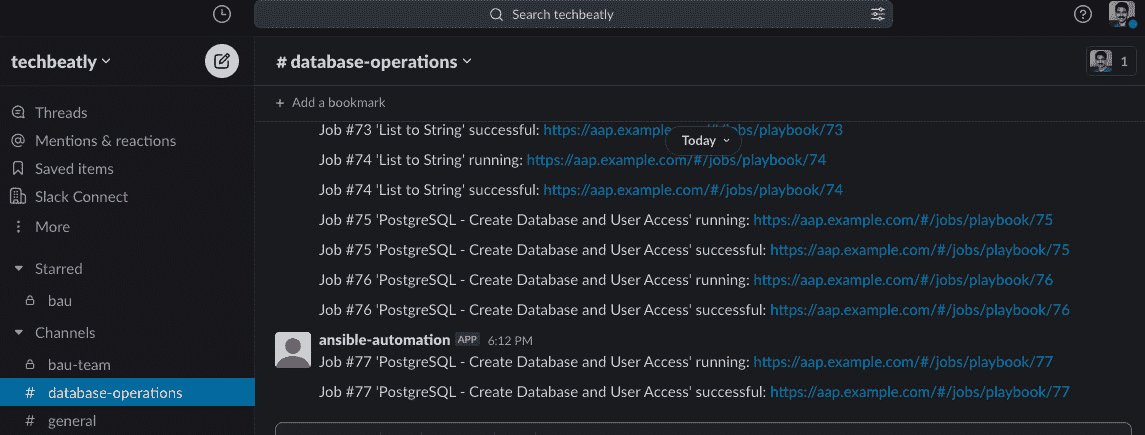 Search techbeatly
techbeatly
# database-operations
1
+ Add a bookmark
Threads
Mentions & reactions
Saved items
Slack Connect
More
Starred
bau
Channels
bau-team
# database-operations
# general
Job #73 'List to String' successful: https://aap.example.com/#/jobs/playbook/73
Today
Job #74 'List to String' running: https://aap.example.com/#/jobs/playbook/74
Job #74 'List to String' successful: https://aap.example.com/#/jobs/playbook/74
Job #75 'PostgreSQL - Create Database and User Access' running: https://aap.example.com/#/jobs/playbook/75
Job #75 'PostgreSQL - Create Database and User Access' successful: https://aap.example.com/#/jobs/playbook/75
Job #76 'PostgreSQL - Create Database and User Access' running: https://aap.example.com/#/jobs/playbook/76
Job #76 'PostgreSQL - Create Database and User Access' successful: https://aap.example.com/#/jobs/playbook/76
ansible-automation APP 6:12 PM
Job #77 'PostgreSQL - Create Database and User Access' running: https://aap.example.com/#/jobs/playbook/77
Job #77 'PostgreSQL - Create Database and User Access' successful: https://aap.example.com/#/jobs/playbook/77